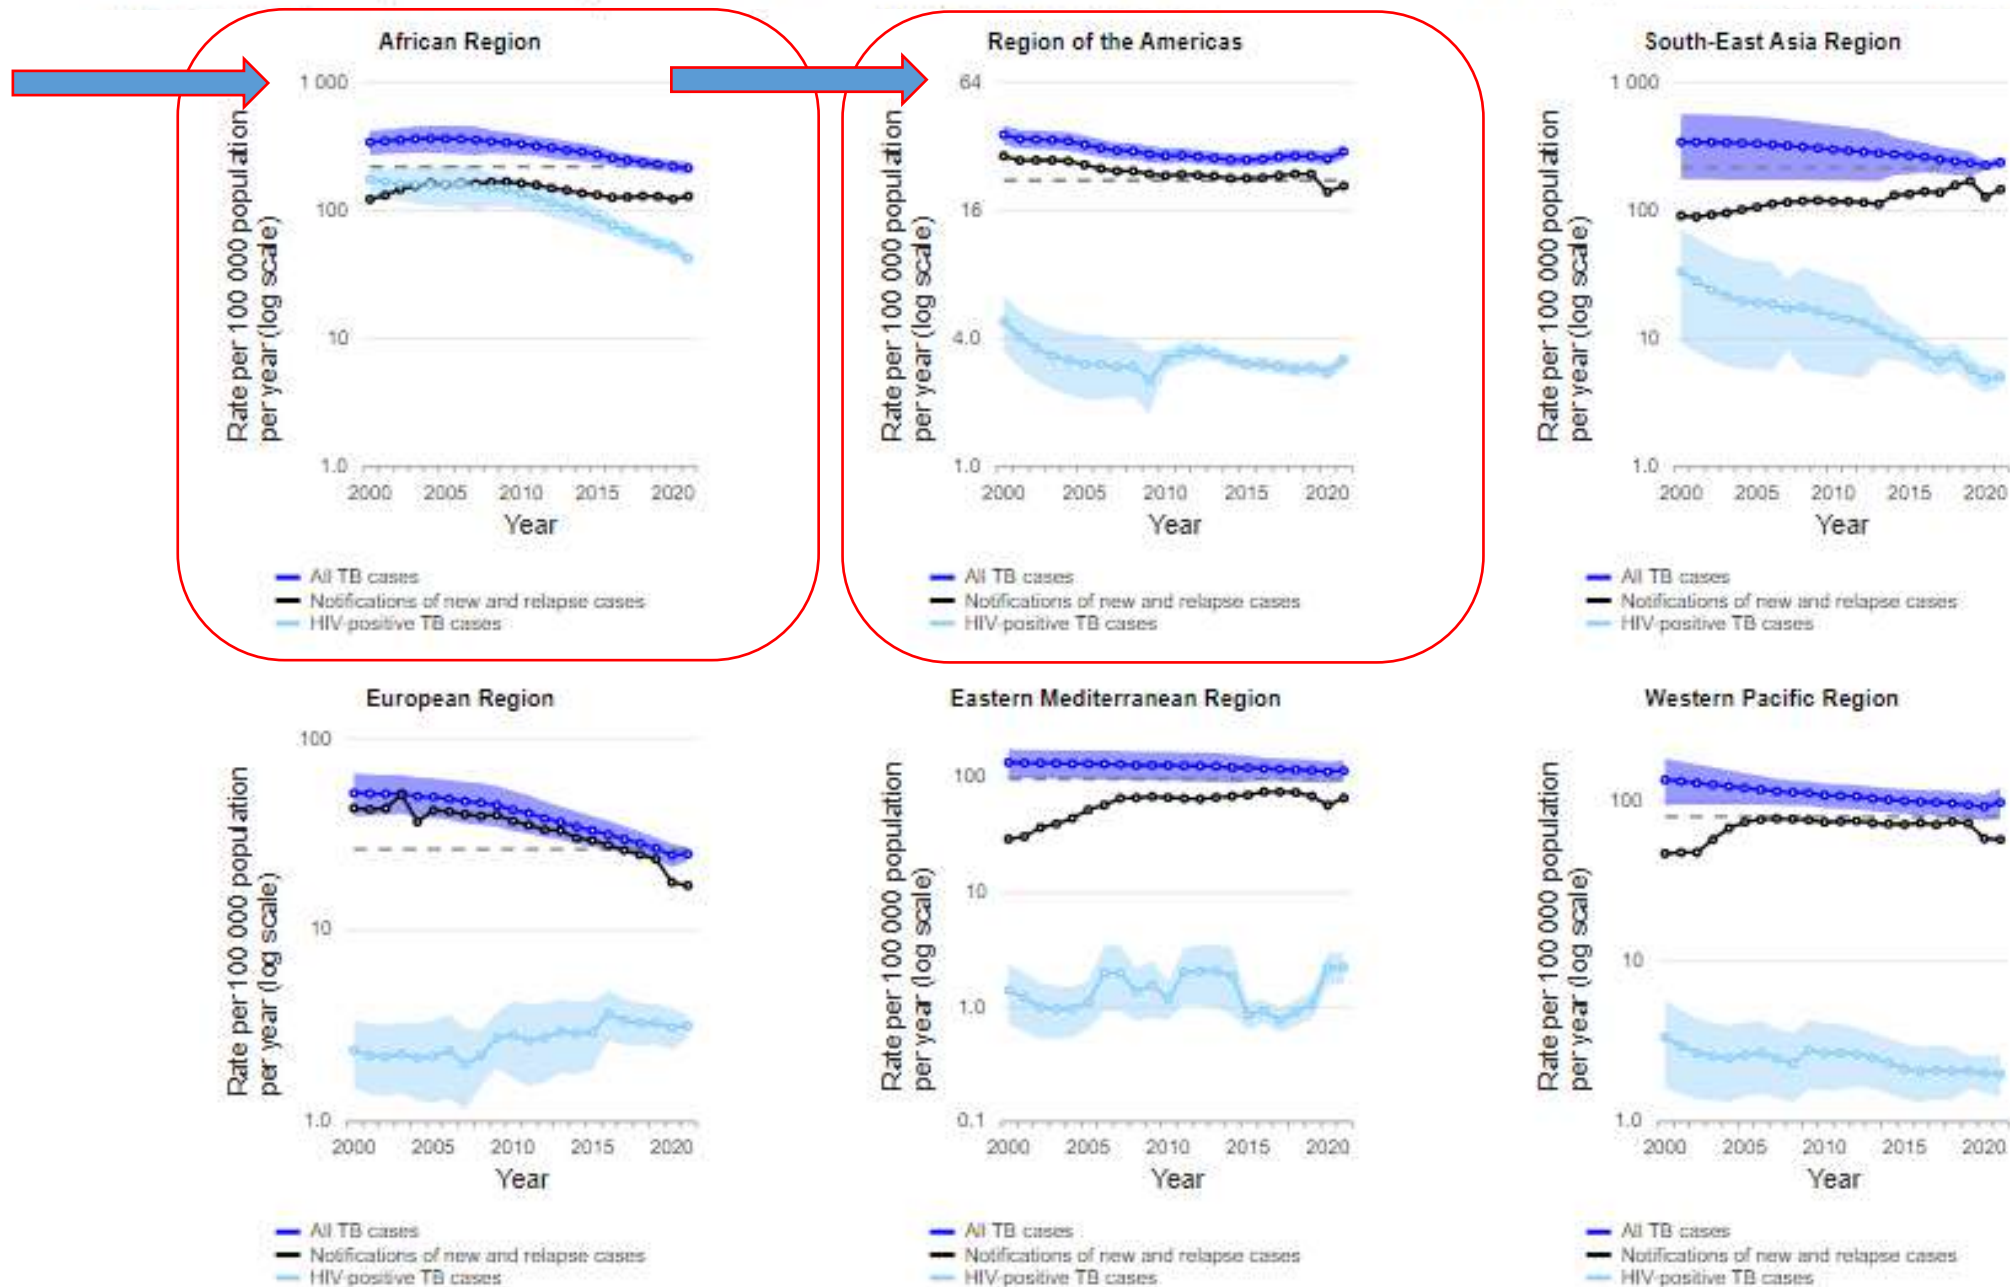 African Region
Rate per 100 000 population
per year (log scale)
1 000
100
10
1.0
2000 2005 2010 2015 2020
Year
All TB cases
Notifications of new and relapse cases
HIV-positive TB cases
Region of the Americas
Rate per 100 000 population
per year (log scale)
64
16
4.0
1.0
2000 2005 2010 2015 2020
Year
All TB cases
Notifications of new and relapse cases
HIV-positive TB cases
South-East Asia Region
Rate per 100 000 population
per year (log scale)
1 000
100
10
1.0
2000 2005 2010 2015 2020
Year
All TB cases
Notifications of new and relapse cases
HIV-positive TB cases
European Region
Rate per 100 000 population
per year (log scale)
100
10
1.0
2000 2005 2010 2015 2020
Year
All TB cases
Notifications of new and relapse cases
HIV-positive TB cases
Eastern Mediterranean Region
Rate per 100 000 population
per year (log scale)
100
10
1.0
0.1
2000 2005 2010 2015 2020
Year
All TB cases
Notifications of new and relapse cases
HIV-positive TB cases
Western Pacific Region
Rate per 100 000 population
per year (log scale)
100
10
1.0
2000 2005 2010 2015 2020
Year
All TB cases
Notifications of new and relapse cases
HIV-positive TB cases